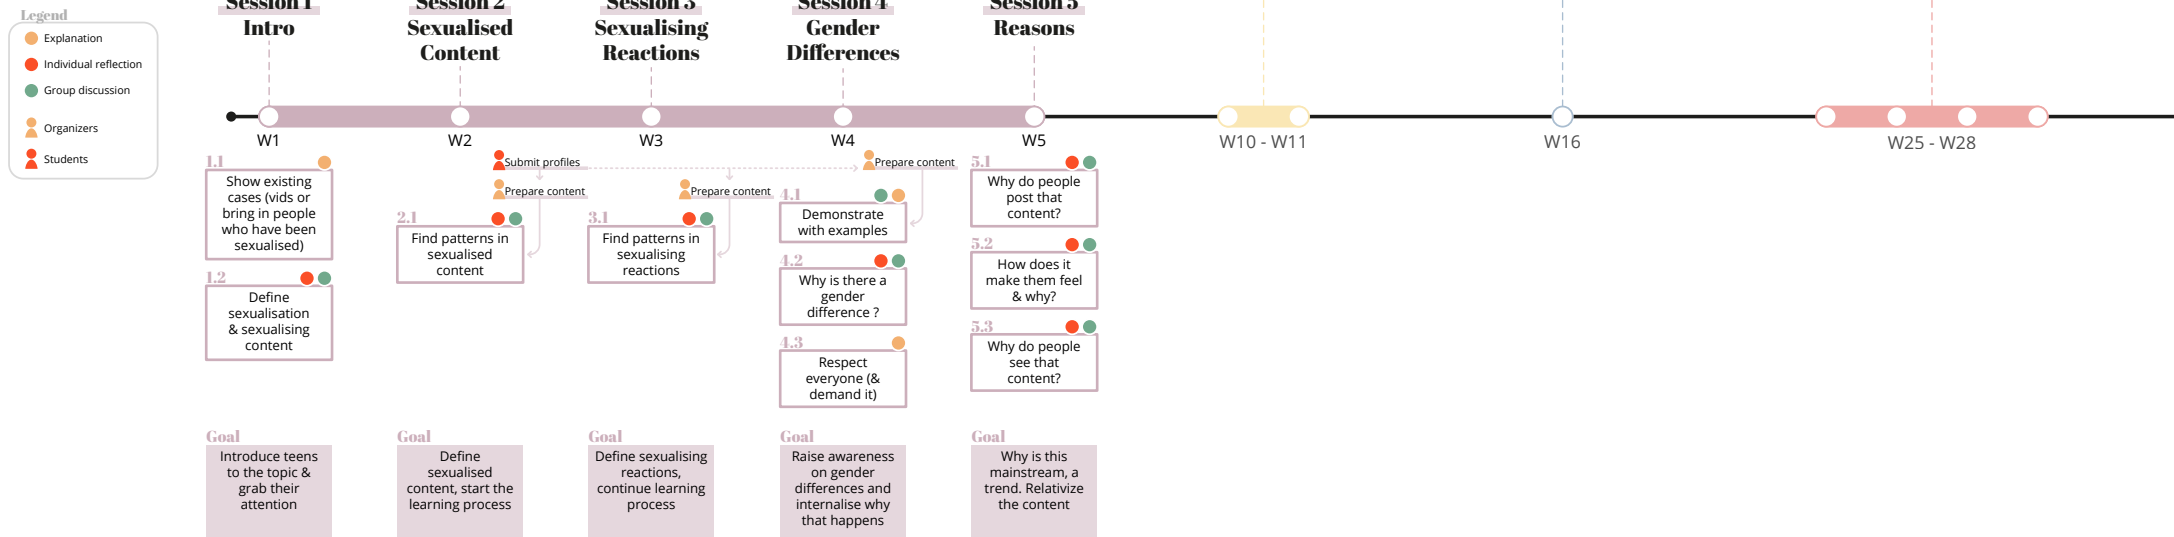 Legend
Explanation
Individual reflection
Group discussion
Organizers
Students
Session 1
Intro
Session 2
Sexualised
Content
Session 3
Sexualising
Reactions
Session 4
Gender
Differences
Session 5
Reasons
W1
W2
W3
W4
W5
W10 - W11
W16
W25 - W28
1.1
Show existing
cases (vids or
bring in people
who have been
sexualised)
1.2
Define
sexualisation
& sexualising
content
Submit profiles
Prepare content
2.1
Find patterns in
sexualised
content
Prepare content
3.1
Find patterns in
sexualising
reactions
Prepare content
4.1
Demonstrate
with examples
4.2
Why is there a
gender
difference ?
4.3
Respect
everyone (&
demand it)
5.1
Why do people
post that
content?
5.2
How does it
make them feel
& why?
5.3
Why do people
see that
content?
Goal
Introduce teens
to the topic &
grab their
attention
Goal
Define
sexualised
content, start the
learning process
Goal
Define sexualising
reactions,
continue learning
process
Goal
Raise awareness
on gender
differences and
internalise why
that happens
Goal
Why is this
mainstream, a
trend. Relativize
the content